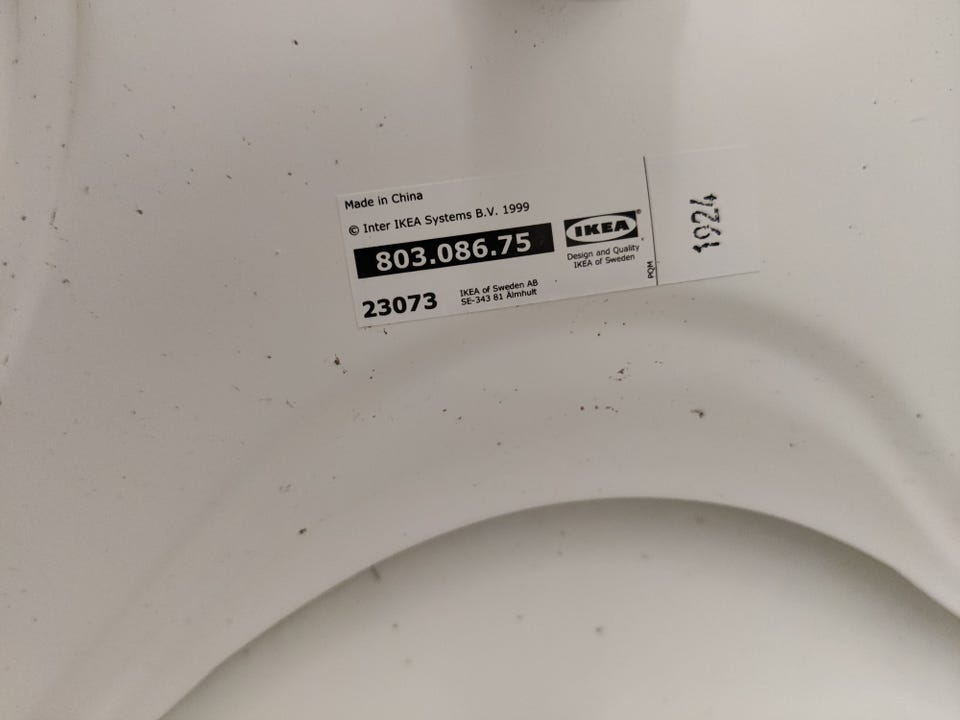 Made in China
© Inter IKEA Systems B.V. 1999
803.086.75
IKEA®
Design and Quality
IKEA of Sweden
23073
IKEA of Sweden AB
SE-343 81 Älmhult
PQM
1924